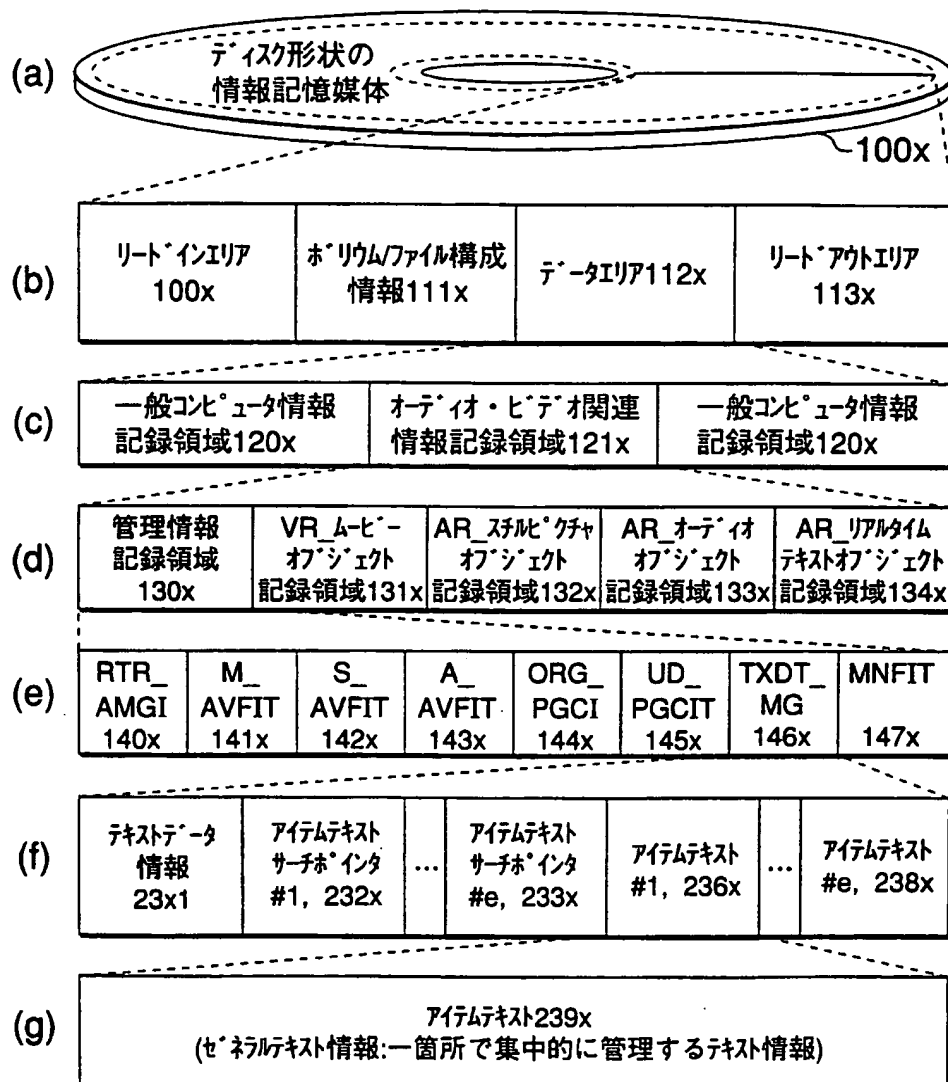 (a)
ディスク形状の
情報記憶媒体
100x
(b)
リードインエリア
100x
ボリウム/ファイル構成
情報111x
データエリア112x
リードアウトエリア
113x
(c)
一般コンピュータ情報
記録領域120x
オーディオ・ビデオ関連
情報記録領域121x
一般コンピュータ情報
記録領域120x
(d)
管理情報
記録領域
130x
VR_ムービー
オブジェクト
記録領域131x
AR_スチルピクチャ
オブジェクト
記録領域132x
AR_オーディオ
オブジェクト
記録領域133x
AR_リアルタイム
テキストオブジェクト
記録領域134x
(e)
RTR_
AMGI
140x
M_
AVFIT
141x
S_
AVFIT
142x
A_
AVFIT
143x
ORG_
PGCI
144x
UD_
PGCIT
145x
TXDT_
MG
146x
MNFIT
147x
(f)
テキストデータ
情報
23x1
アイテムテキスト
サーチポインタ
#1, 232x
...
アイテムテキスト
サーチポインタ
#e, 233x
アイテムテキスト
#1, 236x
...
アイテムテキスト
#e, 238x
(g)
アイテムテキスト239x
(ゼネラルテキスト情報:一箇所で集中的に管理するテキスト情報)